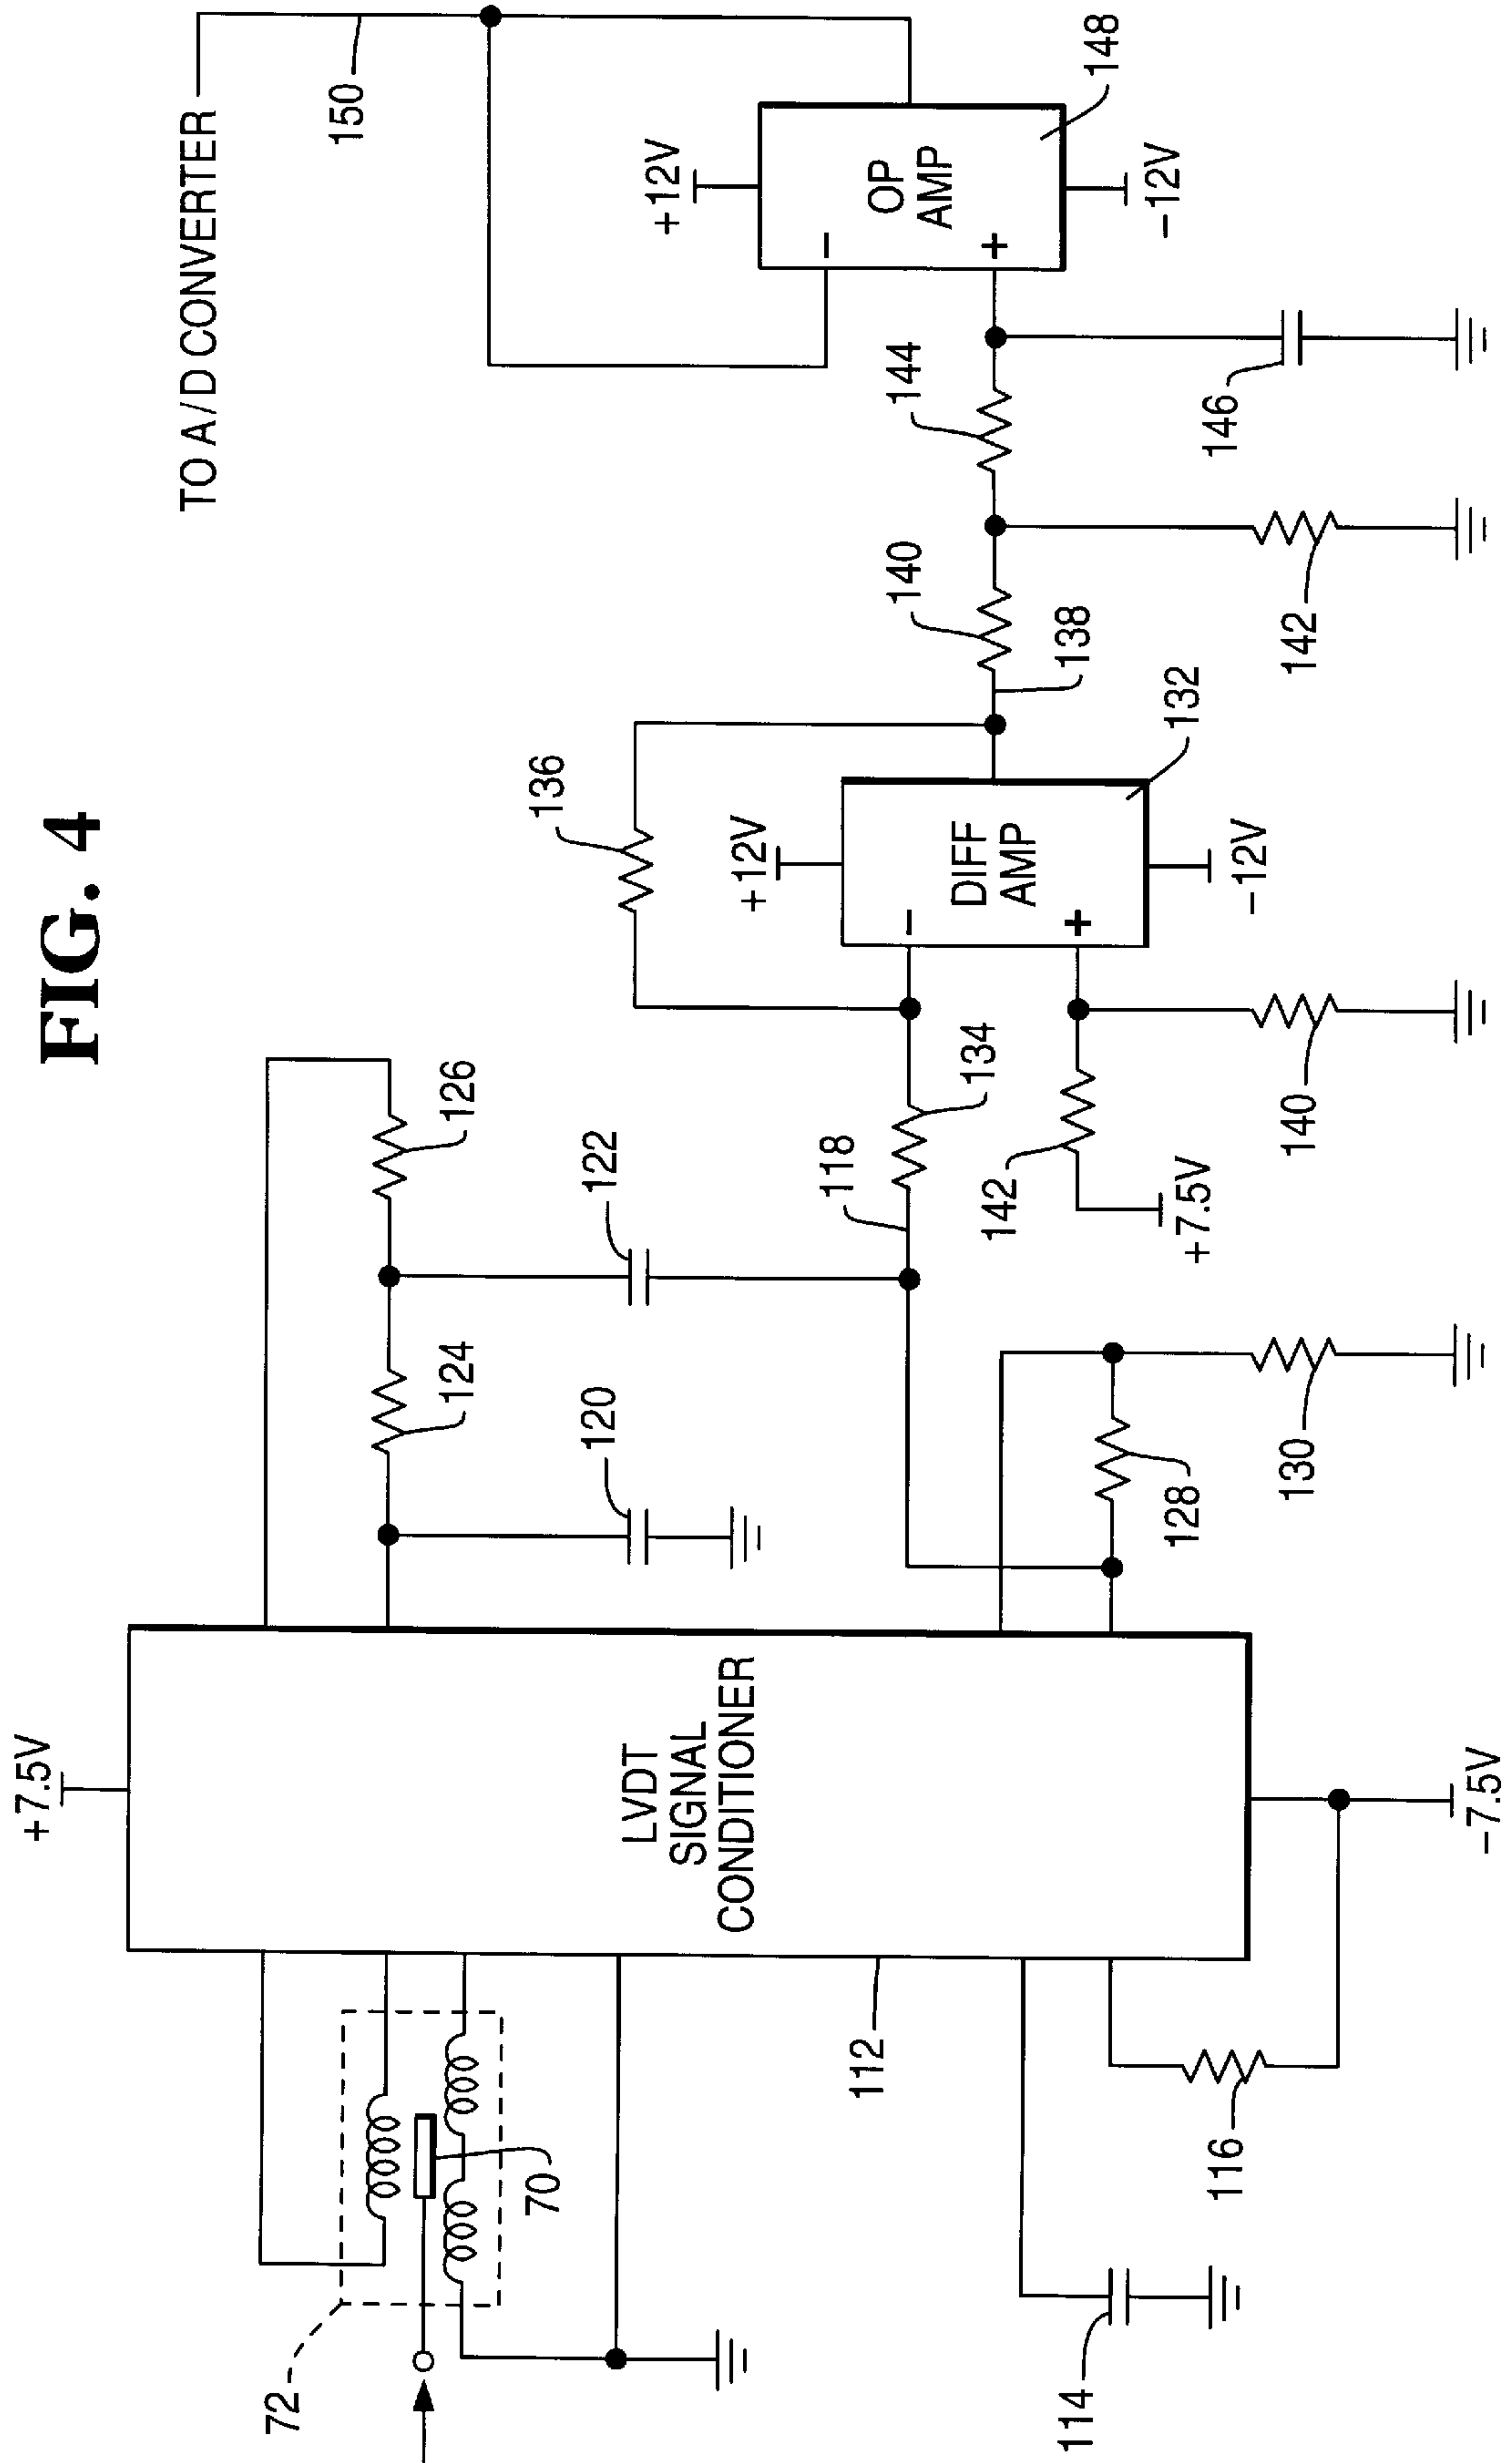 FIG. 4
TO A/D CONVERTER
150
+7.5V
72
70
LVDT
SIGNAL
CONDITIONER
112
114
116
-7.5V
124
126
120
122
118
128
130
134
136
142
+7.5V
140
+12V
-
+
DIFF
AMP
-12V
132
138
140
142
144
146
+12V
-
+
OP
AMP
-12V
148